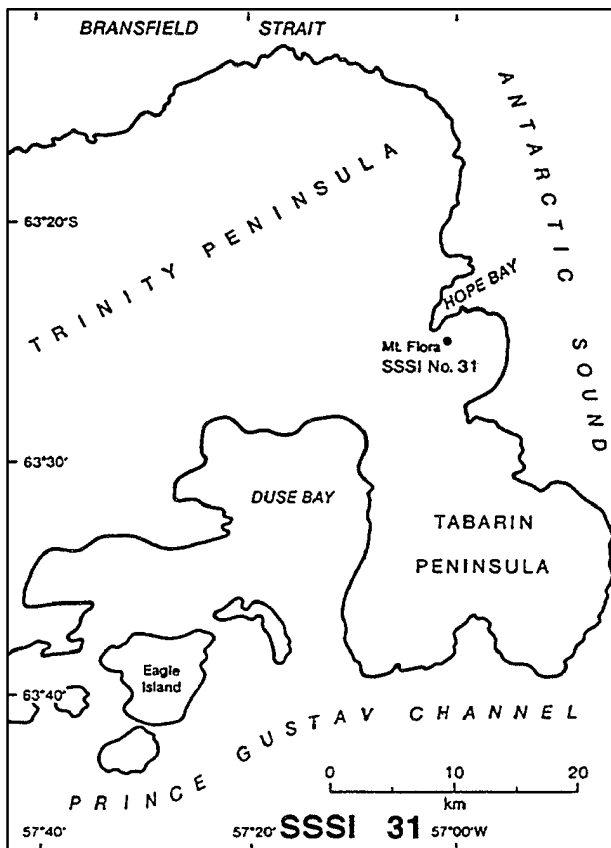 BRANSFIELD STRAIT
ANTARCTIC SOUND
TRINITY PENINSULA
63°20'S
HOPE BAY
Mt. Flora
SSSI No. 31
63°30'
DUSE BAY
TABARIN
PENINSULA
Eagle
Island
63°40'
PRINCE GUSTAV CHANNEL
0 10 20
km
57°40' 57°20' SSSI 31 57°00'W